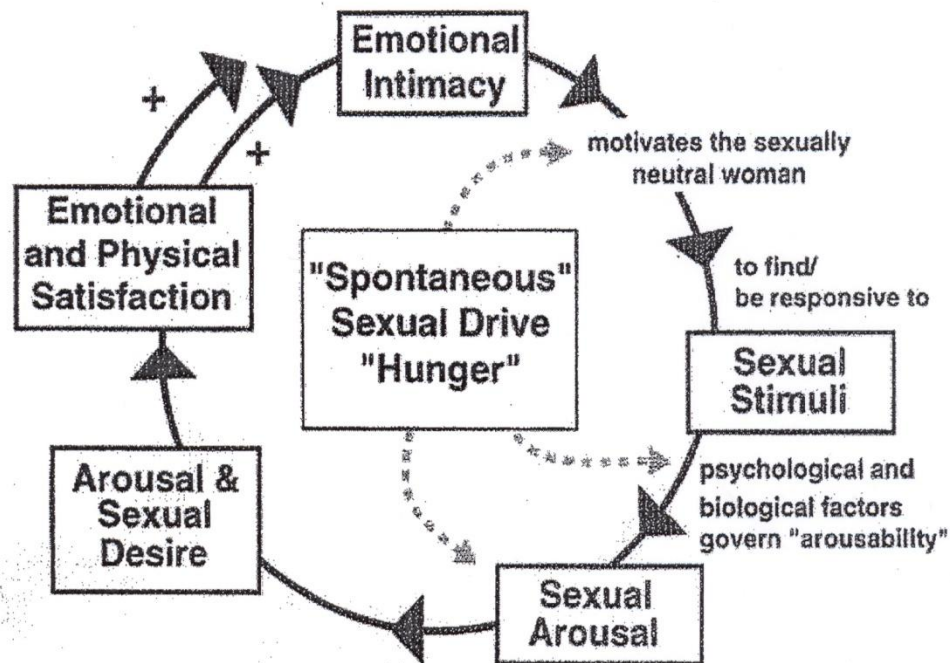 Emotional
Intimacy
+
+
motivates the sexually
neutral woman
Emotional
and Physical
Satisfaction
"Spontaneous"
Sexual Drive
"Hunger"
to find/
be responsive to
Sexual
Stimuli
psychological and
biological factors
govern "arousability"
Arousal &
Sexual
Desire
Sexual
Arousal